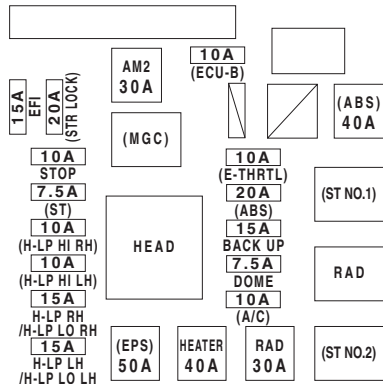 10A
(ECU-B)
AM2
30A
15A
EFI
20A
(STR LOCK)
(ABS)
40A
(MGC)
10A
STOP
7.5A
(ST)
10A
(H-LP HI RH)
10A
(H-LP HI LH)
15A
H-LP RH
/H-LP LO RH
15A
H-LP LH
/H-LP LO LH
HEAD
10A
(E-THRTL)
20A
(ABS)
15A
BACK UP
7.5A
DOME
10A
(A/C)
(ST NO.1)
RAD
(EPS)
50A
HEATER
40A
RAD
30A
(ST NO.2)